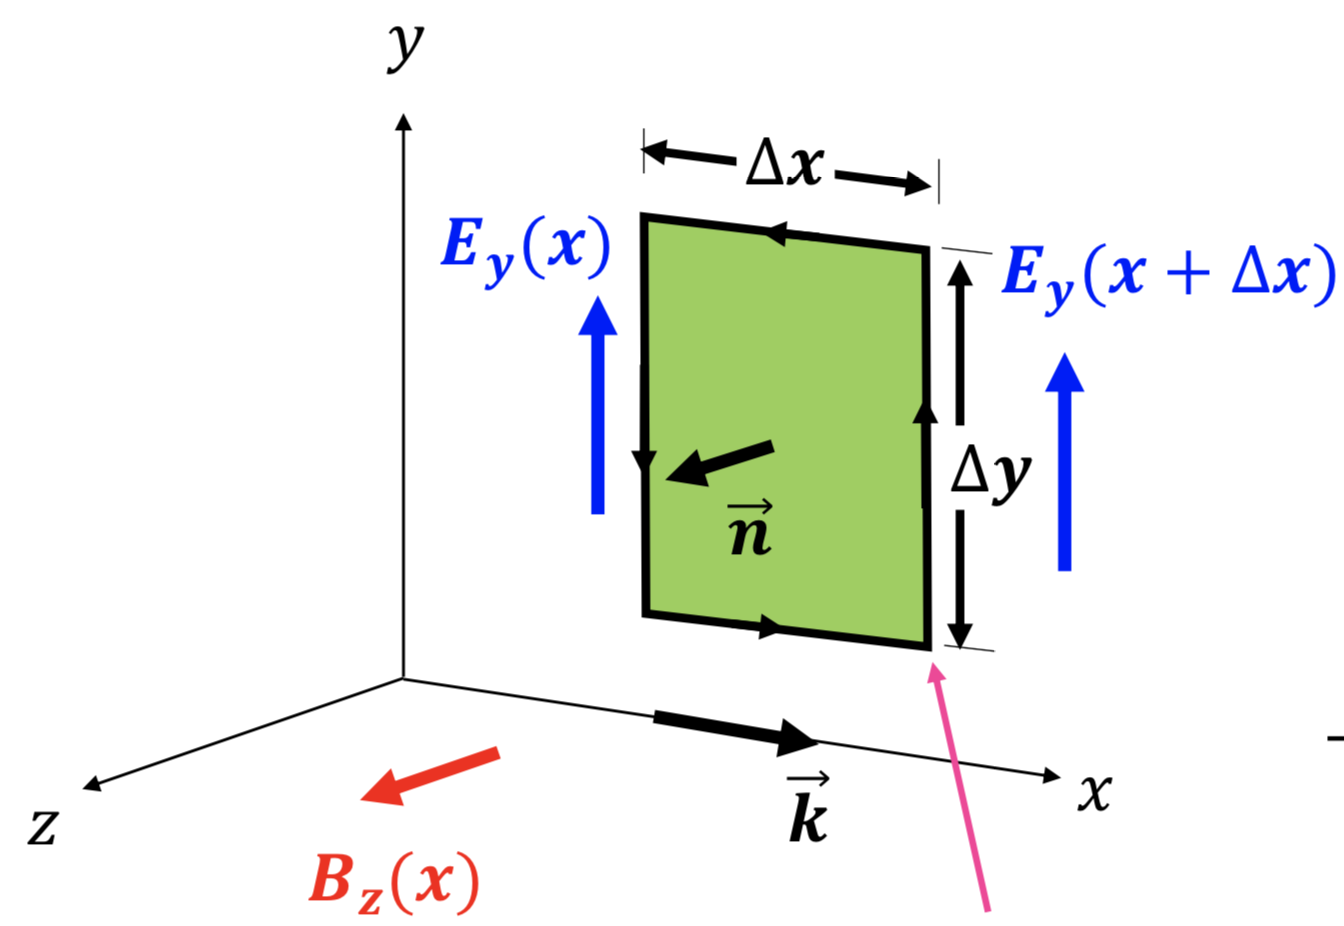 y
Δx
E_y(x)
E_y(x + Δx)
Δy
n⃗
x
k⃗
z
B_z(x)